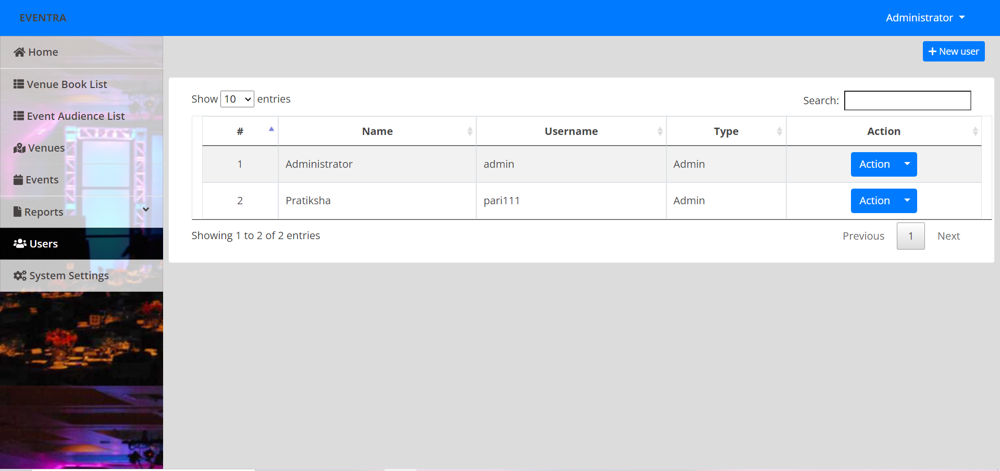 EVENTRA
Administrator
Home
Venue Book List
Event Audience List
Venues
Events
Reports
Users
System Settings
New user
Show 10 entries
Search:
# Name Username Type Action
1 Administrator admin Admin Action
2 Pratiksha pari111 Admin Action
Showing 1 to 2 of 2 entries
Previous 1 Next